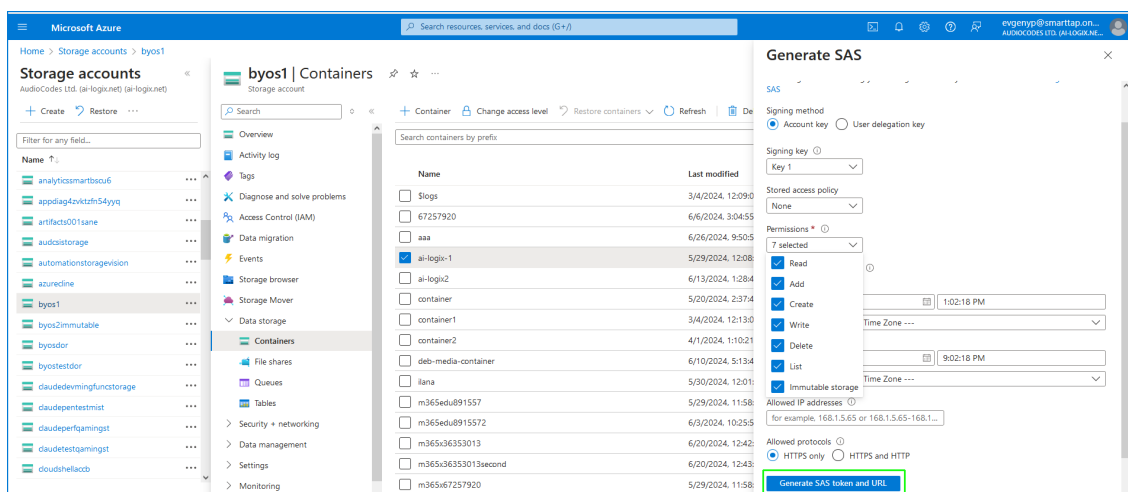 Microsoft Azure
Search resources, services, and docs (G+/)
evgenyp@smarttap.on...
AUDIOCODES LTD. (AI-LOGIX.NE...
Home > Storage accounts > byos1
Storage accounts
AudioCodes Ltd. (ai-logix.net) (ai-logix.net)
+ Create
Restore
...
Filter for any field...
Name ↑↓
analyticssmartbscu6
appdiag4zvktzfn54yyq
artifacts001sane
audcsistorage
automationstoragevision
azurecline
byos1
byos2immutable
byosdor
byostestdor
claudedevmingfuncstorage
claudepentestmist
claudeperfqamingst
claudetestqamingst
cloudshellaccb
byos1 | Containers
Storage account
Search
Overview
Activity log
Tags
Diagnose and solve problems
Access Control (IAM)
Data migration
Events
Storage browser
Storage Mover
Data storage
Containers
File shares
Queues
Tables
Security + networking
Data management
Settings
Monitoring
+ Container
Change access level
Restore containers
Refresh
De
Search containers by prefix
Name Last modified
$logs 3/4/2024, 12:09:0
67257920 6/6/2024, 3:04:55
aaa 6/26/2024, 9:50:5
ai-logix-1 5/29/2024, 12:08:
ai-logix2 6/13/2024, 1:28:4
container 5/20/2024, 2:37:4
container1 3/4/2024, 12:13:0
container2 4/1/2024, 1:10:21
deb-media-container 6/10/2024, 5:13:4
ilana 5/30/2024, 12:01:
m365edu891557 5/29/2024, 11:58:
m365edu8915572 6/3/2024, 10:25:5
m365x36353013 6/20/2024, 12:42:
m365x36353013second 6/20/2024, 12:43:
m365x67257920 5/29/2024, 11:58:
Generate SAS
SAS
Signing method
Account key
User delegation key
Signing key
Key 1
Stored access policy
None
Permissions *
7 selected
Read
Add
Create
Write
Delete
List
Immutable storage
1:02:18 PM
Time Zone ---
9:02:18 PM
Time Zone ---
Allowed IP addresses
for example, 168.1.5.65 or 168.1.5.65-168.1...
Allowed protocols
HTTPS only
HTTPS and HTTP
Generate SAS token and URL